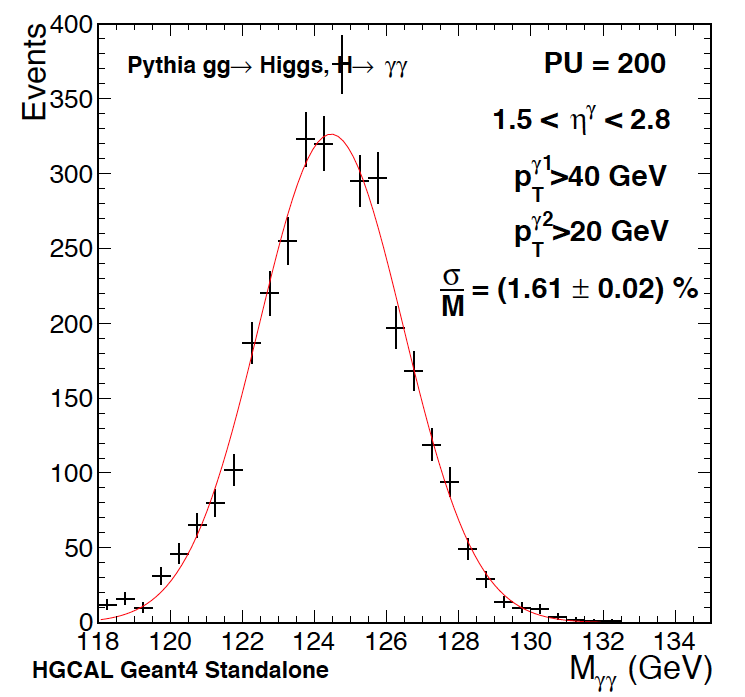 Events
400
350
300
250
200
150
100
50
0
Pythia gg→ Higgs, H→ γγ
PU = 200
1.5 < η^γ < 2.8
p_T^γ1>40 GeV
p_T^γ2>20 GeV
σ/M = (1.61 ± 0.02) %
118 120 122 124 126 128 130 132 134
HGCAL Geant4 Standalone
M_γγ (GeV)